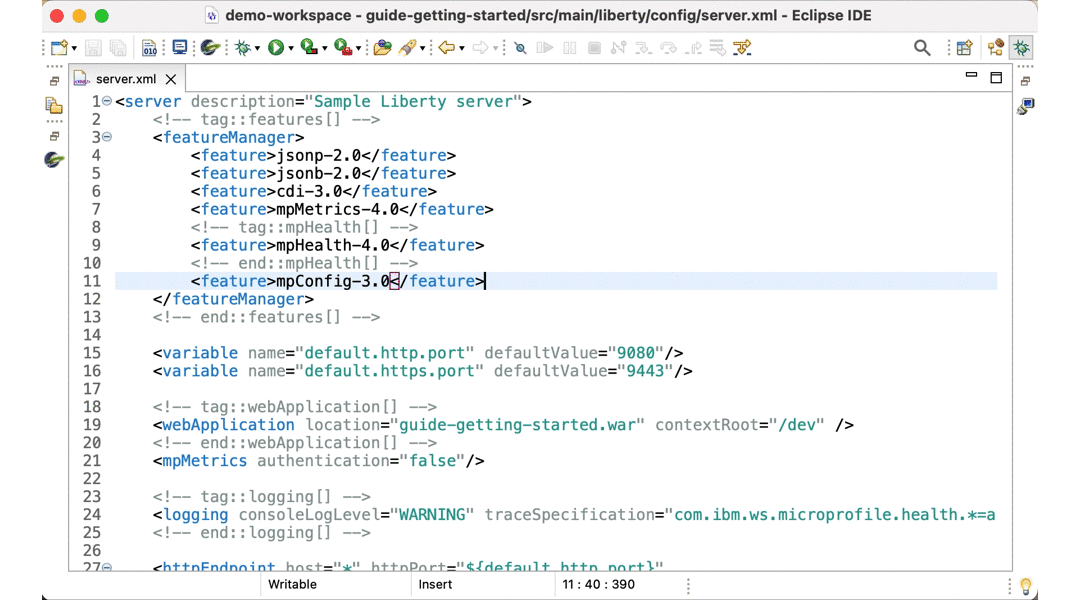 demo-workspace - guide-getting-started/src/main/liberty/config/server.xml - Eclipse IDE
010
server.xml
1 <server description="Sample Liberty server">
2     <!-- tag::features[] -->
3     <featureManager>
4         <feature>jsonp-2.0</feature>
5         <feature>jsonb-2.0</feature>
6         <feature>cdi-3.0</feature>
7         <feature>mpMetrics-4.0</feature>
8         <!-- tag::mpHealth[] -->
9         <feature>mpHealth-4.0</feature>
10         <!-- end::mpHealth[] -->
11         <feature>mpConfig-3.0</feature>
12     </featureManager>
13     <!-- end::features[] -->
14
15     <variable name="default.http.port" defaultValue="9080"/>
16     <variable name="default.https.port" defaultValue="9443"/>
17
18     <!-- tag::webApplication[] -->
19     <webApplication location="guide-getting-started.war" contextRoot="/dev" />
20     <!-- end::webApplication[] -->
21     <mpMetrics authentication="false"/>
22
23     <!-- tag::logging[] -->
24     <logging consoleLogLevel="WARNING" traceSpecification="com.ibm.ws.microprofile.health.*=a
25     <!-- end::logging[] -->
26
27     <httpEndpoint host="*" httpPort="${default.http.port}"
Writable Insert 11 : 40 : 390